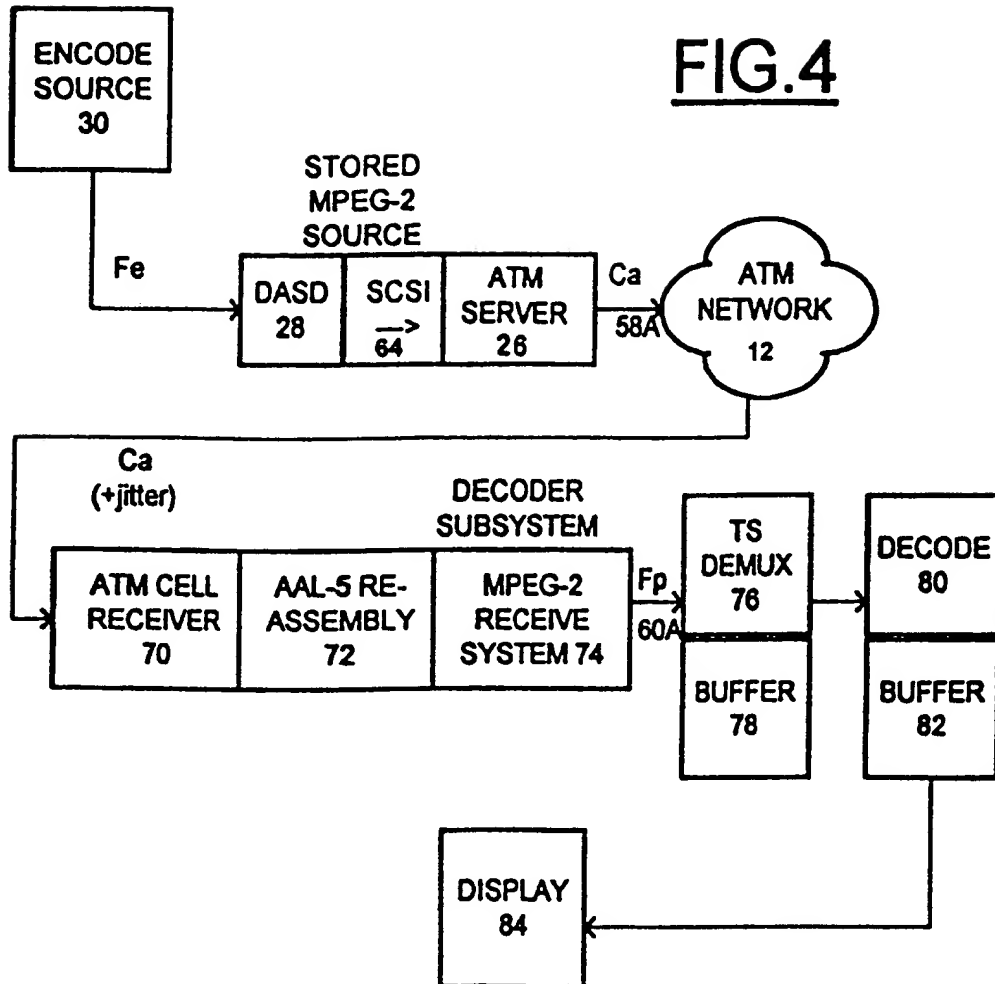 FIG.4
ENCODE
SOURCE
30
Fe
STORED
MPEG-2
SOURCE
DASD
28
SCSI
-->
64
ATM
SERVER
26
Ca
58A
ATM
NETWORK
12
Ca
(+jitter)
DECODER
SUBSYSTEM
ATM CELL
RECEIVER
70
AAL-5 RE-
ASSEMBLY
72
MPEG-2
RECEIVE
SYSTEM 74
Fp
60A
TS
DEMUX
76
BUFFER
78
DECODE
80
BUFFER
82
DISPLAY
84